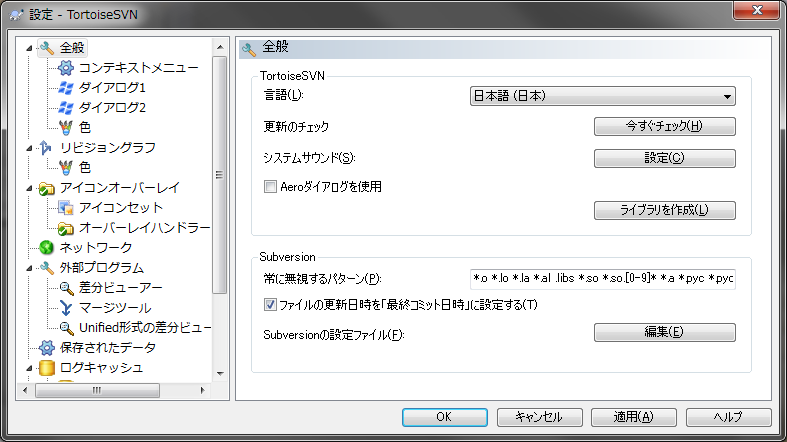 設定 - TortoiseSVN
全般
コンテキストメニュー
ダイアログ1
ダイアログ2
色
リビジョングラフ
色
アイコンオーバーレイ
アイコンセット
オーバーレイハンドラー
ネットワーク
外部プログラム
差分ビューアー
マージツール
Unified形式の差分ビュー
保存されたデータ
ログキャッシュ
全般
TortoiseSVN
言語(L):
日本語 (日本)
更新のチェック
今すぐチェック(H)
システムサウンド(S):
設定(C)
Aeroダイアログを使用
ライブラリを作成(L)
Subversion
常に無視するパターン(P):
*.o *.lo *.la *.al .libs *.so *.so.[0-9]* *.a *.pyc *.pyo
ファイルの更新日時を「最終コミット日時」に設定する(T)
Subversionの設定ファイル(F):
編集(E)
OK
キャンセル
適用(A)
ヘルプ